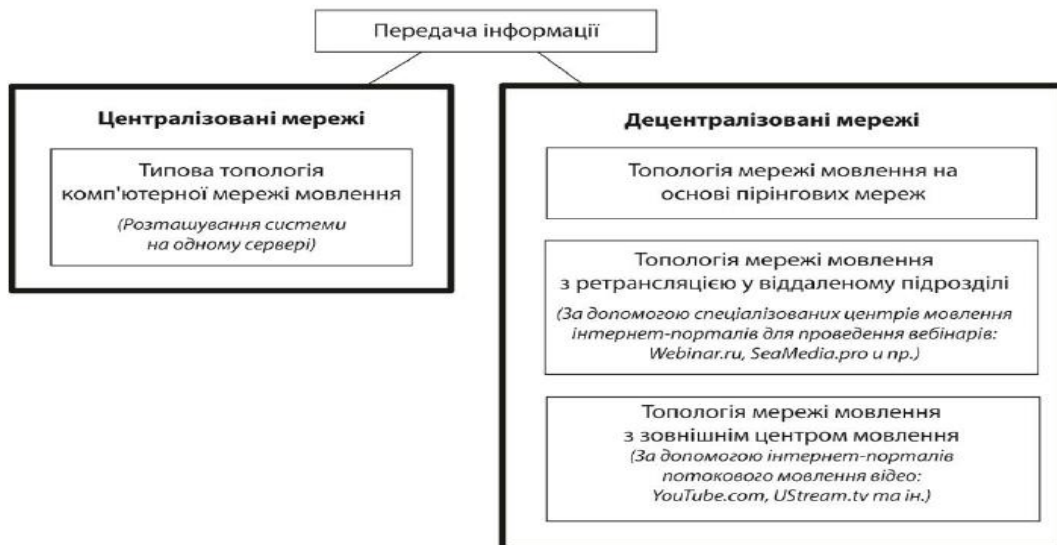 Передача інформації
Централізовані мережі
Типова топологія
комп'ютерної мережі мовлення
(Розташування системи
на одному сервері)
Децентралізовані мережі
Топологія мережі мовлення на
основі пірінгових мереж
Топологія мережі мовлення
з ретрансляцією у віддаленому підрозділі
(За допомогою спеціалізованих центрів мовлення
інтернет-порталів для проведення вебінарів:
Webinar.ru, SeaMedia.pro и пр.)
Топологія мережі мовлення
з зовнішнім центром мовлення
(За допомогою інтернет-порталів
потокового мовлення відео:
YouTube.com, UStream.tv та ін.)